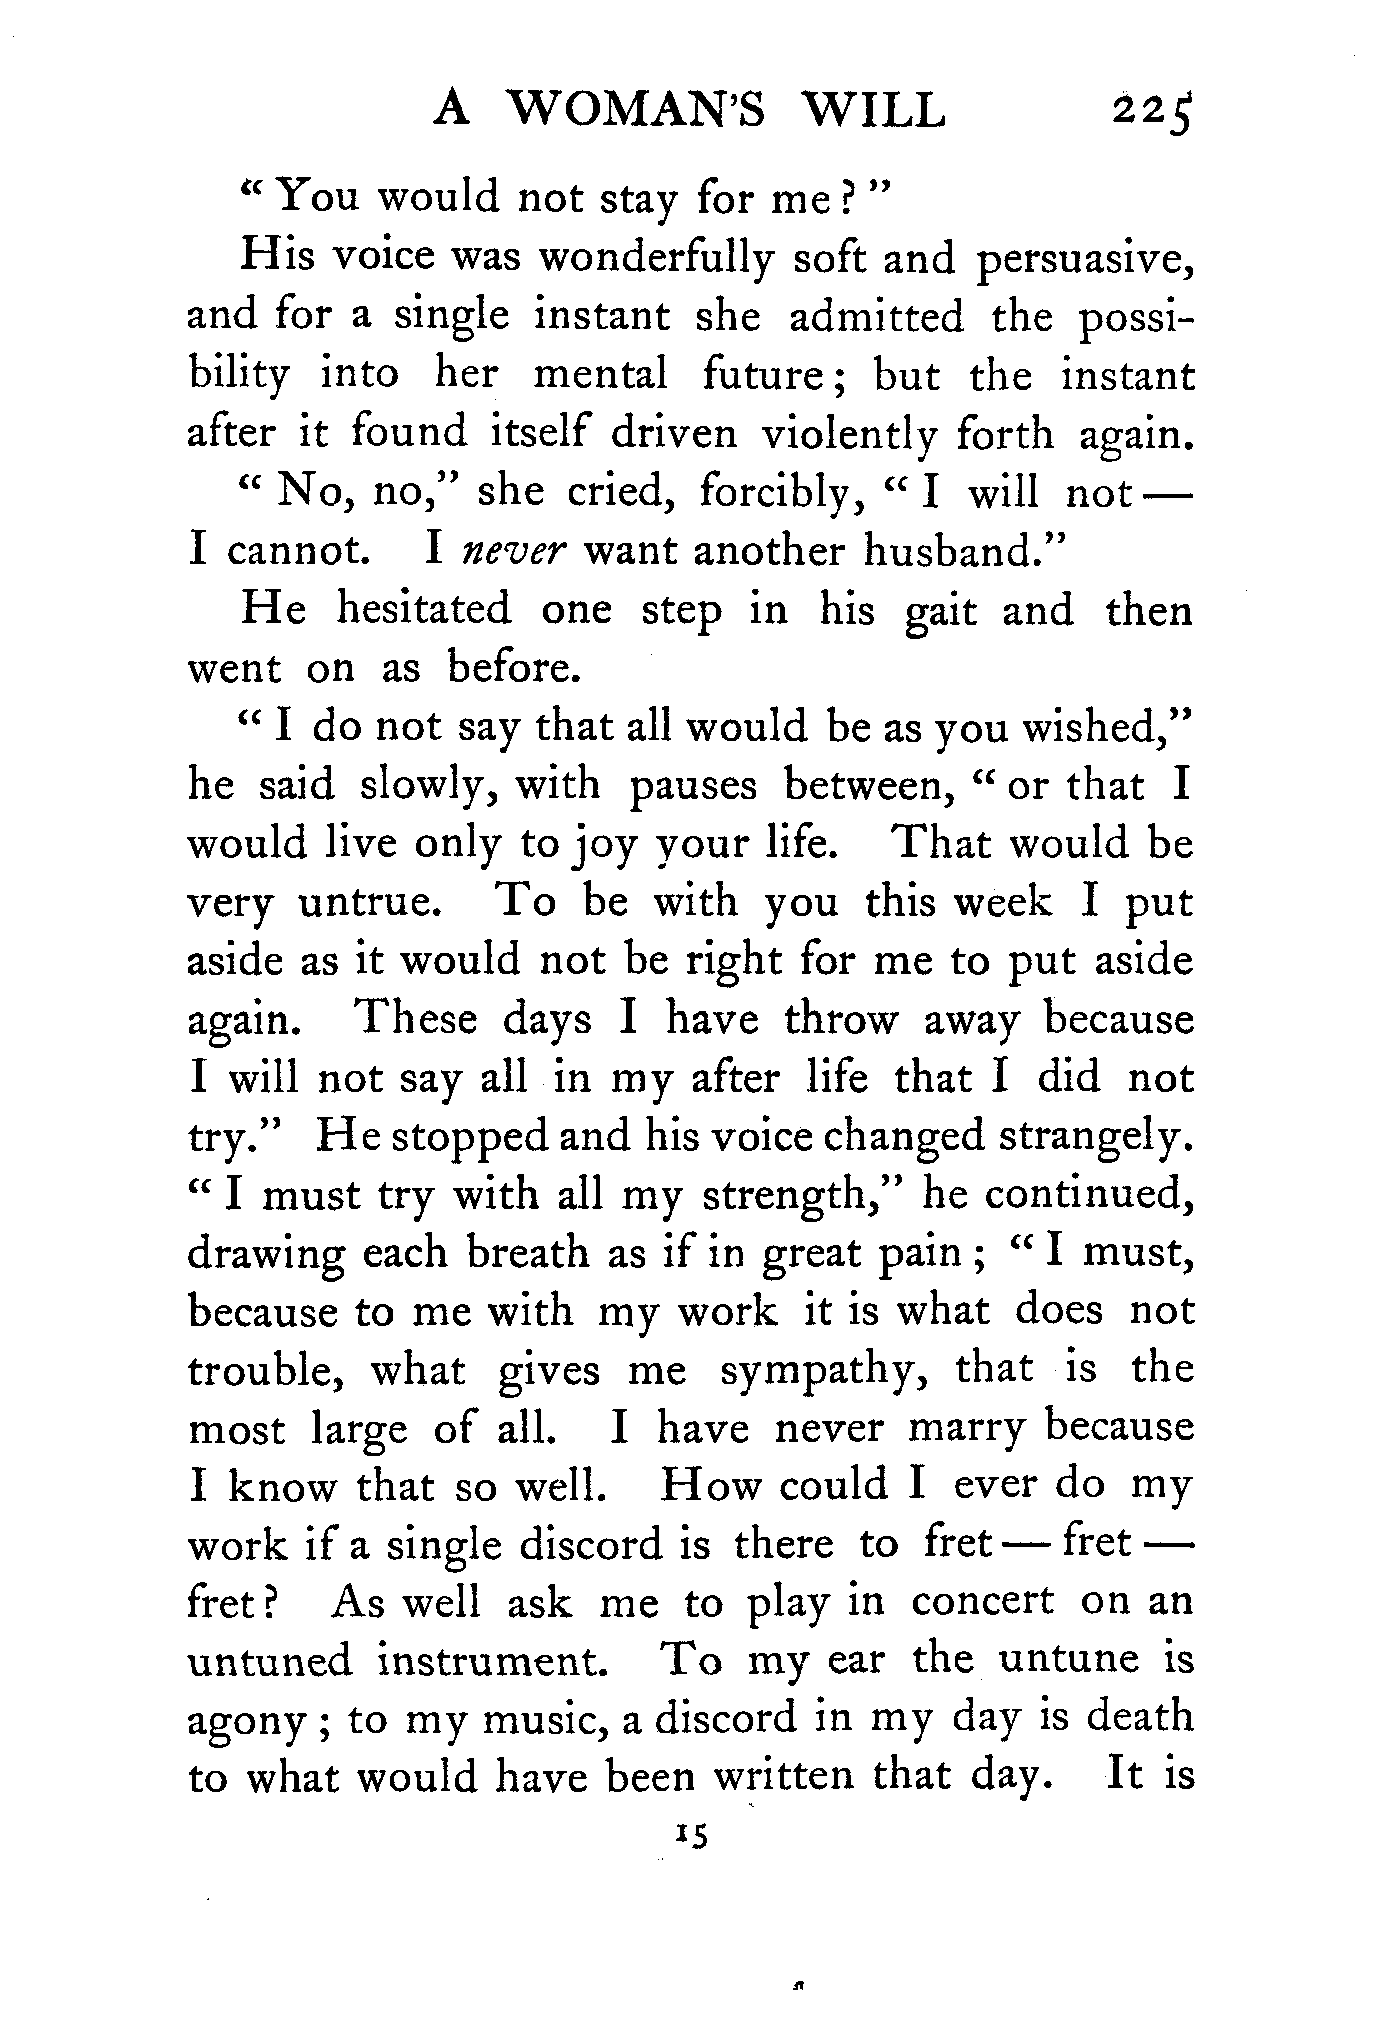 A WOMAN'S WILL 225
“ You would not stay for me ? ”
His voice was wonderfully soft and persuasive,
and for a single instant she admitted the possi-
bility into her mental future ; but the instant
after it found itself driven violently forth again.
“ No, no,” she cried, forcibly, “ I will not —
I cannot. I never want another husband.”
He hesitated one step in his gait and then
went on as before.
“ I do not say that all would be as you wished,”
he said slowly, with pauses between, “ or that I
would live only to joy your life. That would be
very untrue. To be with you this week I put
aside as it would not be right for me to put aside
again. These days I have throw away because
I will not say all in my after life that I did not
try.” He stopped and his voice changed strangely.
“ I must try with all my strength,” he continued,
drawing each breath as if in great pain ; “ I must,
because to me with my work it is what does not
trouble, what gives me sympathy, that is the
most large of all. I have never marry because
I know that so well. How could I ever do my
work if a single discord is there to fret — fret —
fret ? As well ask me to play in concert on an
untuned instrument. To my ear the untune is
agony ; to my music, a discord in my day is death
to what would have been written that day. It is
15